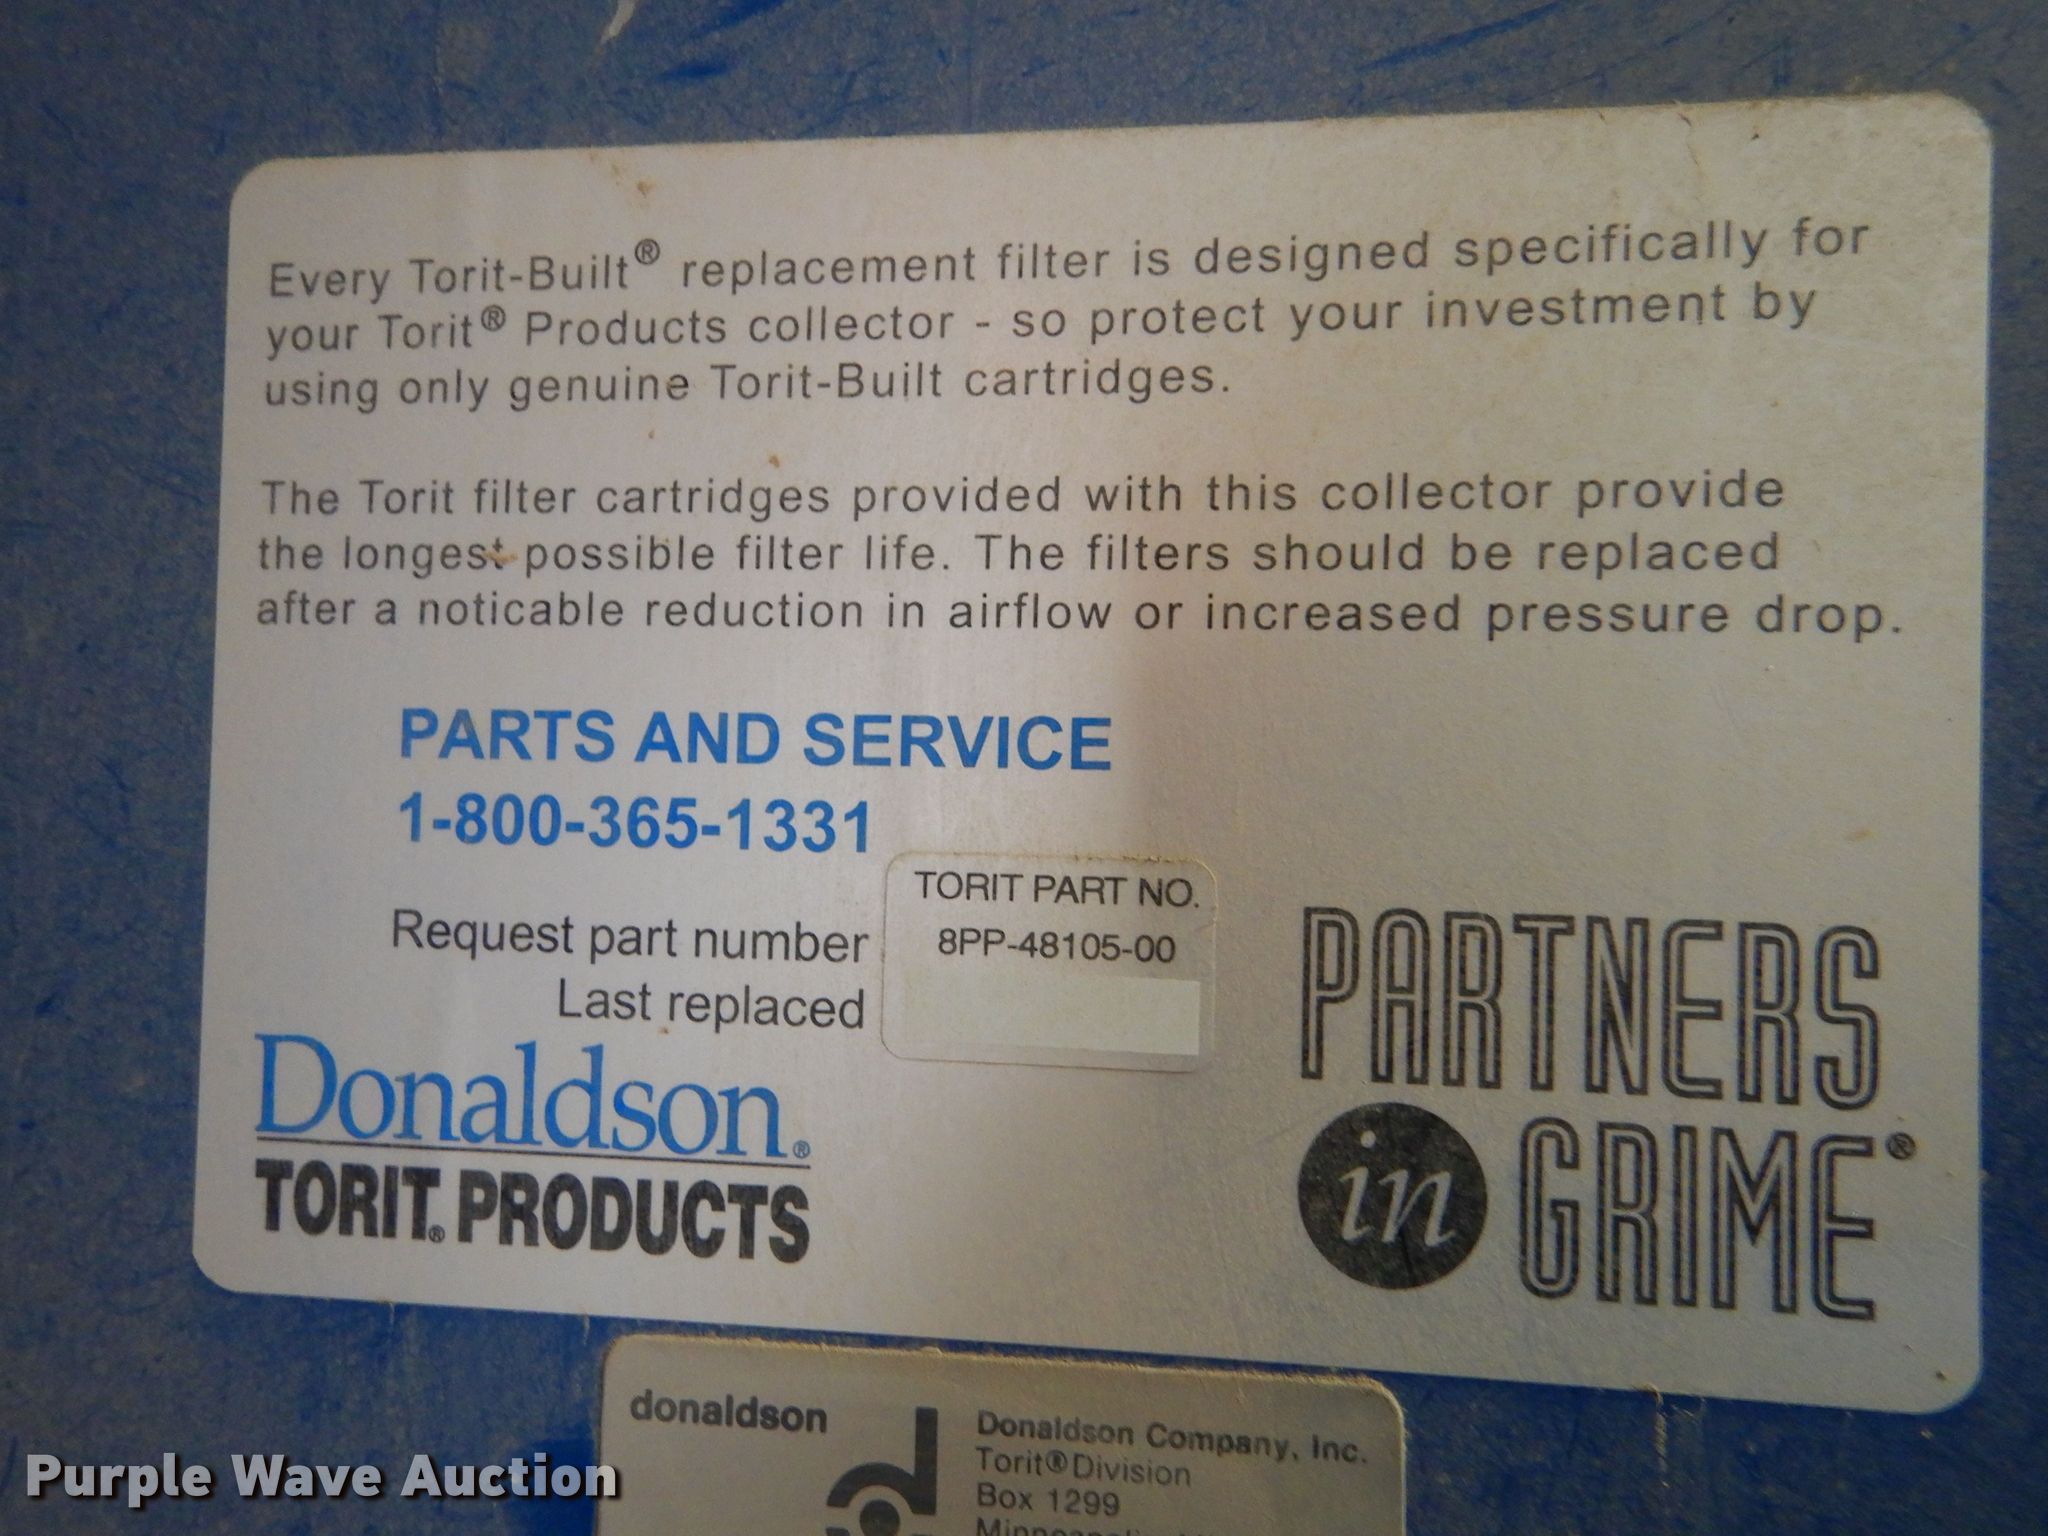 Every Torit-Built® replacement filter is designed specifically for
your Torit® Products collector - so protect your investment by
using only genuine Torit-Built cartridges.
The Torit filter cartridges provided with this collector provide
the longest possible filter life. The filters should be replaced
after a noticable reduction in airflow or increased pressure drop.
PARTS AND SERVICE
1-800-365-1331
Request part number
TORIT PART NO.
8PP-48105-00
Last replaced
Donaldson®
TORIT® PRODUCTS
PARTNERS
in GRIME®
donaldson
Donaldson Company, Inc.
Torit® Division
Box 1299
Purple Wave Auction